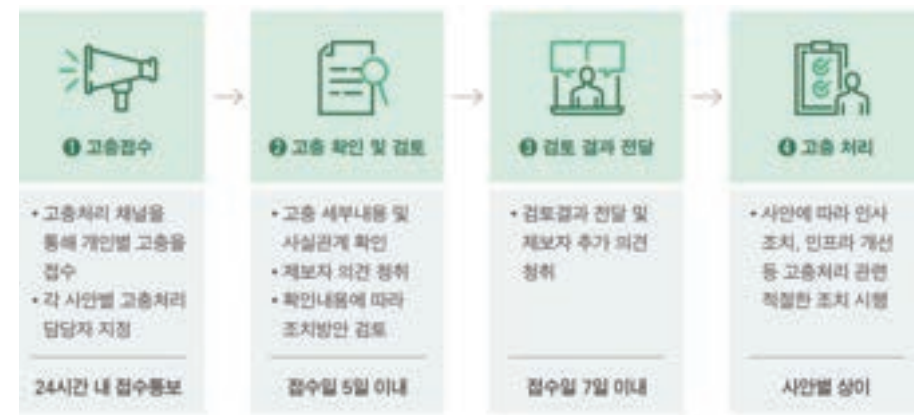 ❶ 고충접수
• 고충처리 채널을
통해 개인별 고충을
접수
• 각 사안별 고충처리
담당자 지정
24시간 내 접수통보
❷ 고충 확인 및 검토
• 고충 세부내용 및
사실관계 확인
• 제보자 의견 청취
• 확인내용에 따라
조치방안 검토
접수일 5일 이내
❸ 검토 결과 전달
• 검토결과 전달 및
제보자 추가 의견
청취
접수일 7일 이내
❹ 고충 처리
• 사안에 따라 인사
조치, 인프라 개선
등 고충처리 관련
적절한 조치 시행
사안별 상이